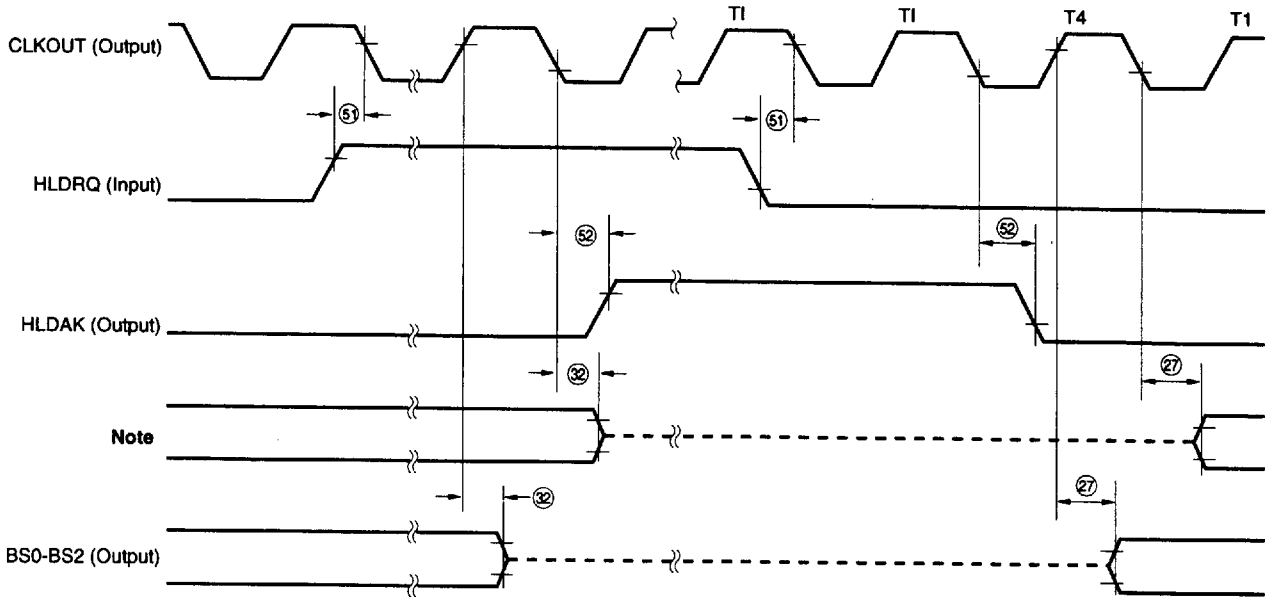 TI TI T4 T1
CLKOUT (Output)
51 51
HLDRQ (Input)
52 52
HLDAK (Output)
32 27
Note
32 27
BS0-BS2 (Output)